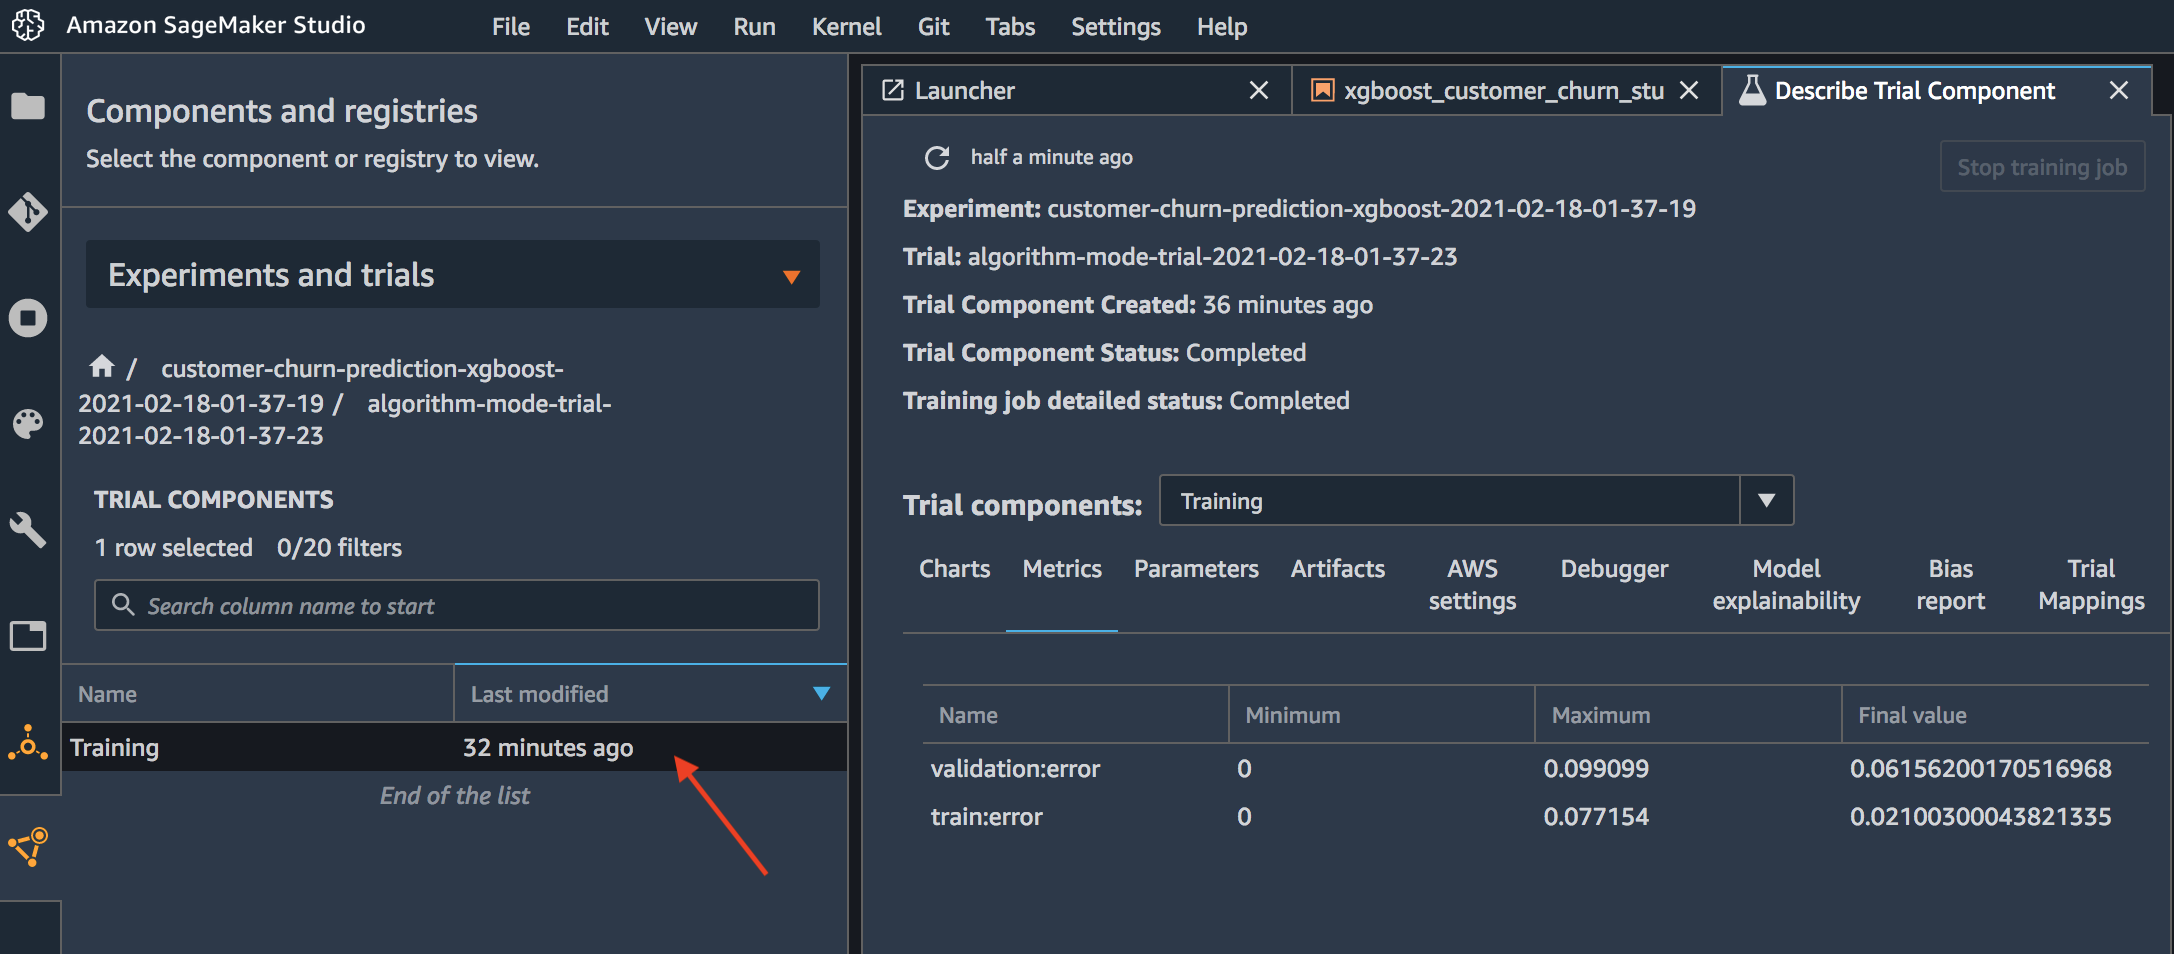 Amazon SageMaker Studio File Edit View Run Kernel Git Tabs Settings Help
Components and registries
Select the component or registry to view.
Experiments and trials
/ customer-churn-prediction-xgboost-
2021-02-18-01-37-19 / algorithm-mode-trial-
2021-02-18-01-37-23
TRIAL COMPONENTS
1 row selected 0/20 filters
Search column name to start
Name Last modified
Training 32 minutes ago
End of the list
Launcher xgboost_customer_churn_stu Describe Trial Component
half a minute ago Stop training job
Experiment: customer-churn-prediction-xgboost-2021-02-18-01-37-19
Trial: algorithm-mode-trial-2021-02-18-01-37-23
Trial Component Created: 36 minutes ago
Trial Component Status: Completed
Training job detailed status: Completed
Trial components: Training
Charts Metrics Parameters Artifacts AWS settings Debugger Model explainability Bias report Trial Mappings
Name Minimum Maximum Final value
validation:error 0 0.099099 0.06156200170516968
train:error 0 0.077154 0.02100300043821335